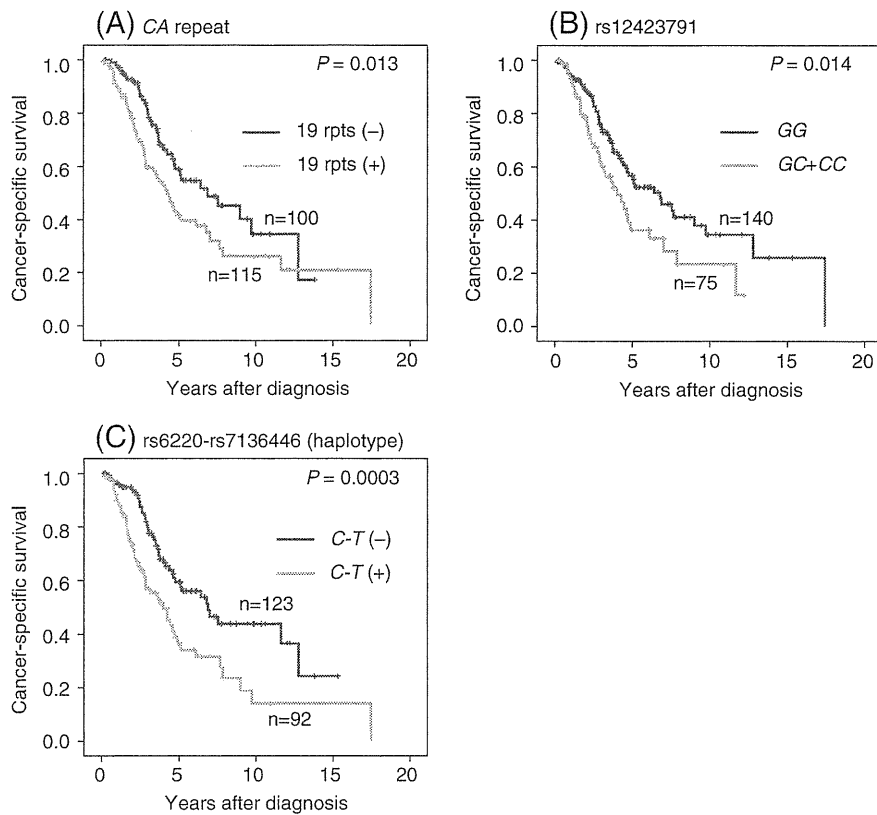 (A) CA repeat
P = 0.013
1.0
0.8
0.6
0.4
0.2
0.0
Cancer-specific survival
19 rpts (–)
19 rpts (+)
n=100
n=115
0 5 10 15 20
Years after diagnosis
(B) rs12423791
P = 0.014
1.0
0.8
0.6
0.4
0.2
0.0
Cancer-specific survival
GG
GC+CC
n=140
n=75
0 5 10 15 20
Years after diagnosis
(C) rs6220-rs7136446 (haplotype)
P = 0.0003
1.0
0.8
0.6
0.4
0.2
0.0
Cancer-specific survival
C-T (–)
C-T (+)
n=123
n=92
0 5 10 15 20
Years after diagnosis